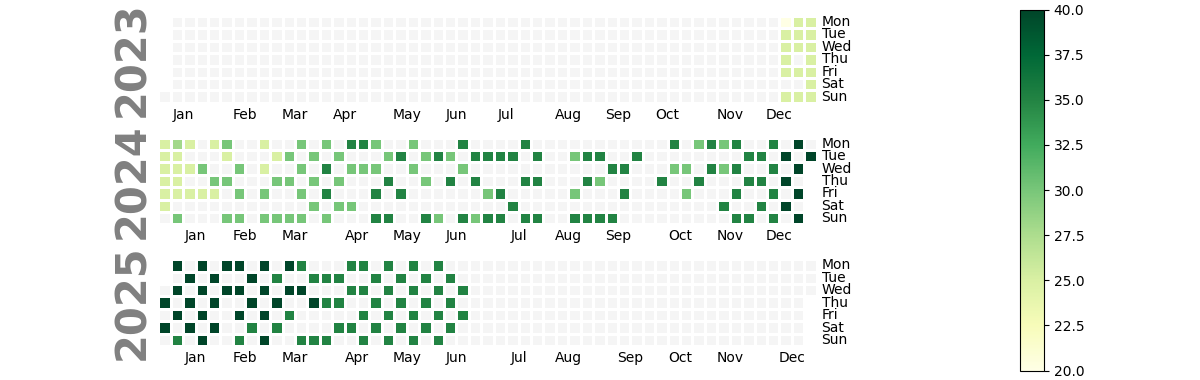 2023
Mon
Tue
Wed
Thu
Fri
Sat
Sun
Jan Feb Mar Apr May Jun Jul Aug Sep Oct Nov Dec
2024
Mon
Tue
Wed
Thu
Fri
Sat
Sun
Jan Feb Mar Apr May Jun Jul Aug Sep Oct Nov Dec
2025
Mon
Tue
Wed
Thu
Fri
Sat
Sun
Jan Feb Mar Apr May Jun Jul Aug Sep Oct Nov Dec
40.0
37.5
35.0
32.5
30.0
27.5
25.0
22.5
20.0